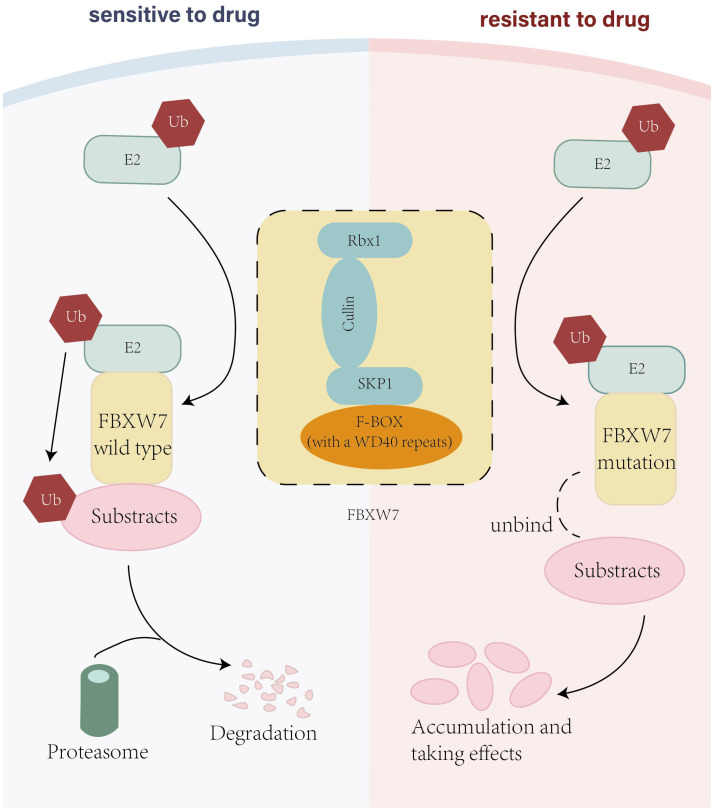 sensitive to drug
resistant to drug
Ub
E2
Ub
E2
Rbx1
Cullin
SKP1
F-BOX
(with a WD40 repeats)
FBXW7
Ub
E2
FBXW7
wild type
Ub
Substracts
Ub
E2
FBXW7
mutation
unbind
Substracts
Proteasome
Degradation
Accumulation and
taking effects